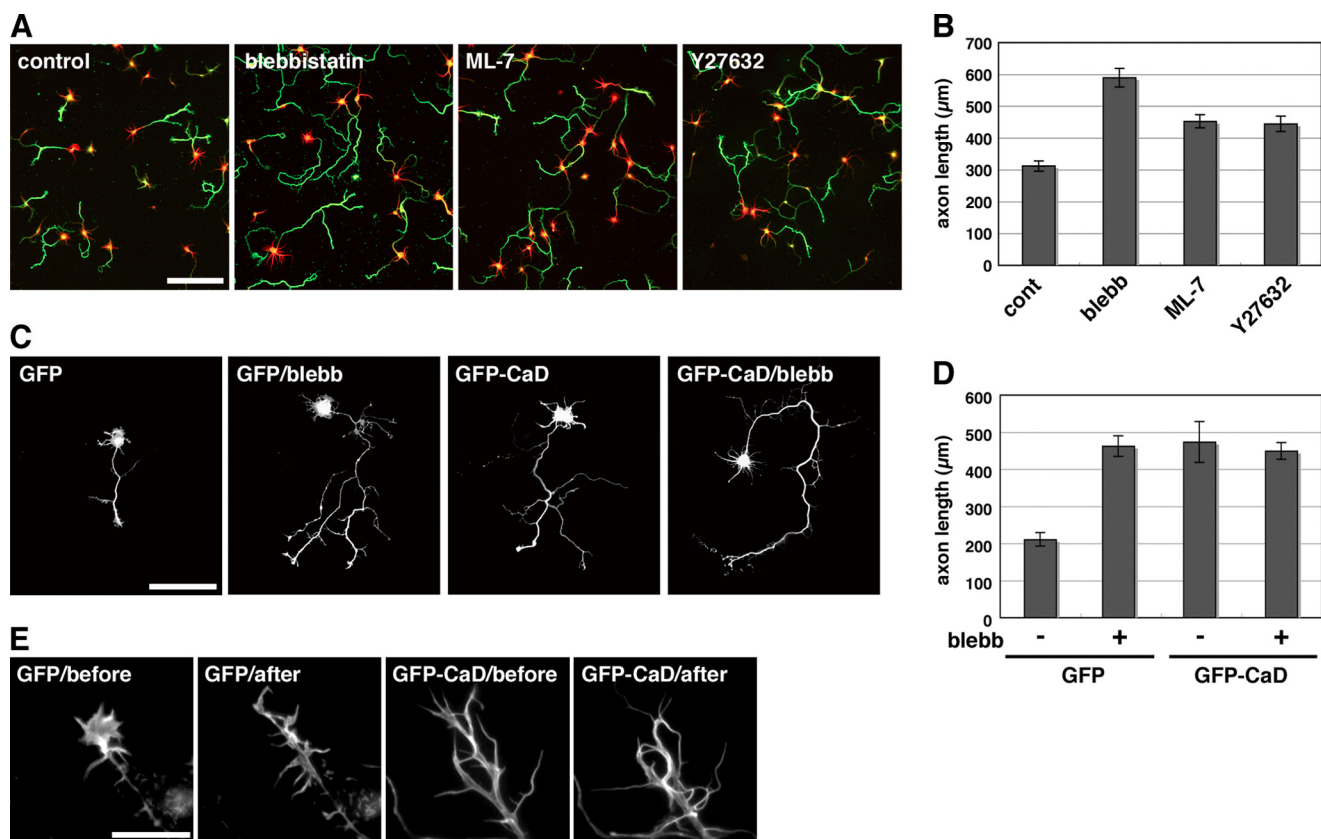 A
control
blebbistatin
ML-7
Y27632
B
axon length (µm)
700
600
500
400
300
200
100
0
cont
blebb
ML-7
Y27632
C
GFP
GFP/blebb
GFP-CaD
GFP-CaD/blebb
D
axon length (µm)
600
500
400
300
200
100
0
blebb - + - +
GFP GFP-CaD
E
GFP/before
GFP/after
GFP-CaD/before
GFP-CaD/after